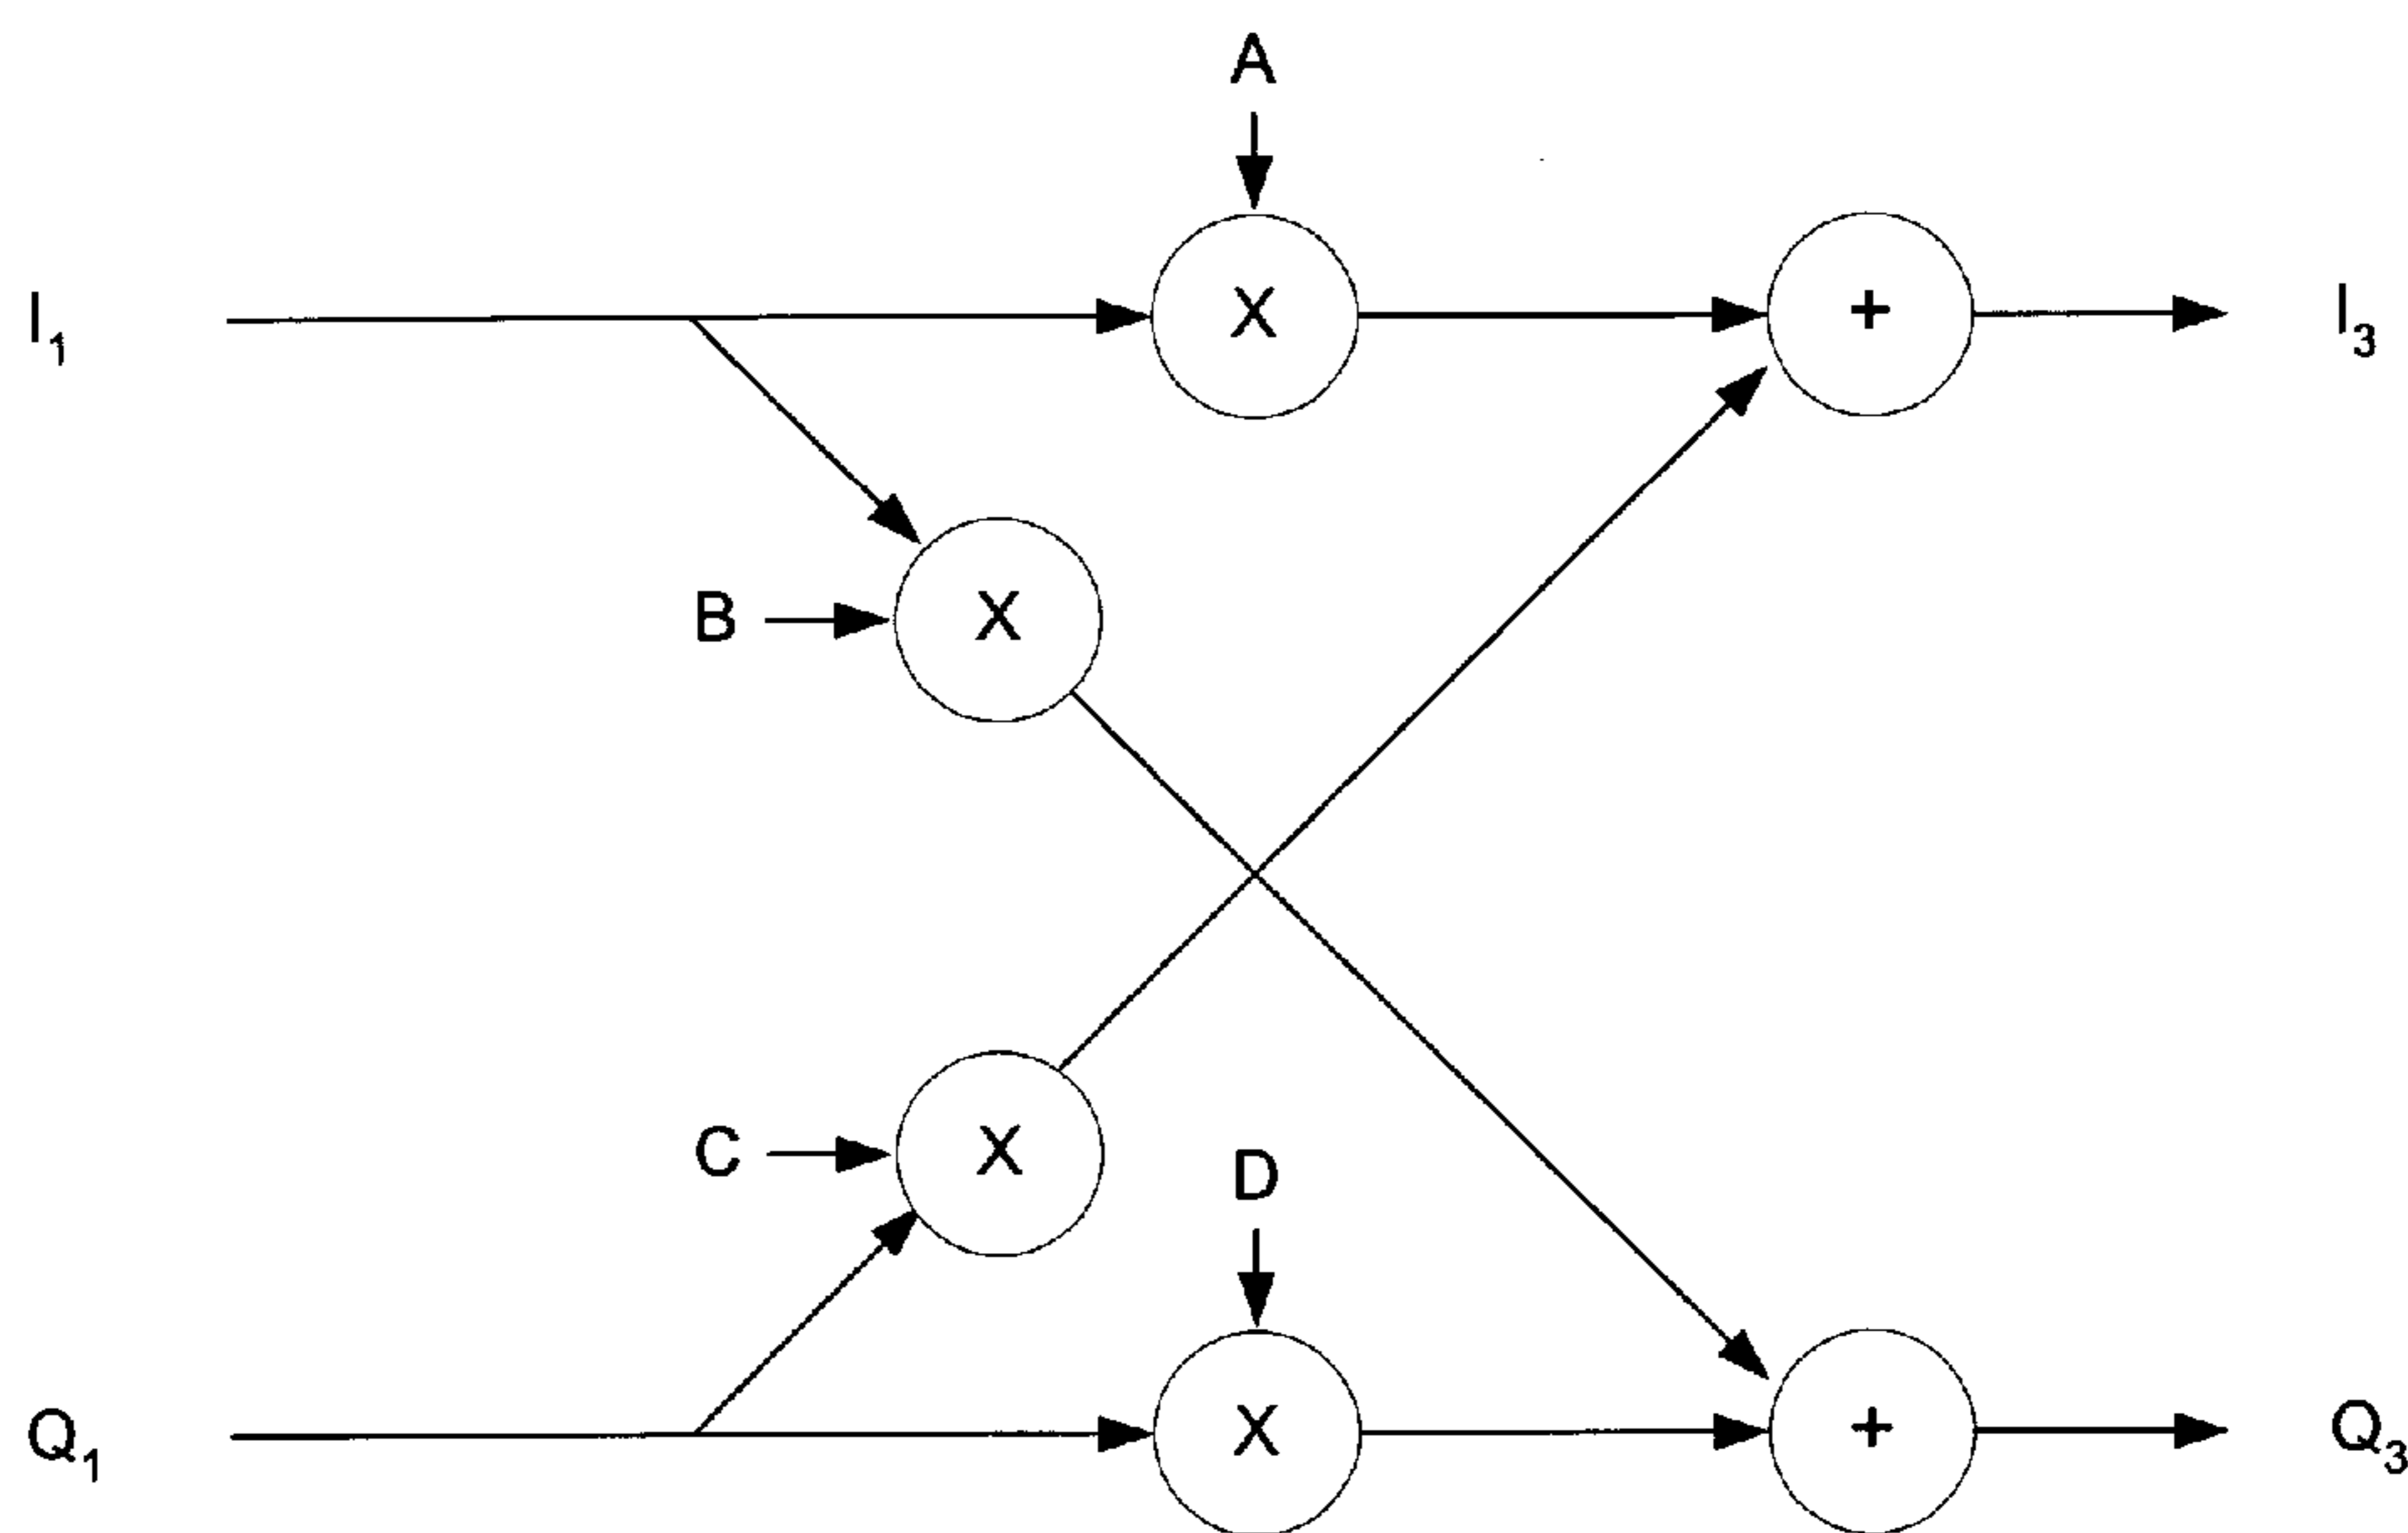 A
I₁ X + I₃
B X
C X
D
Q₁ X + Q₃